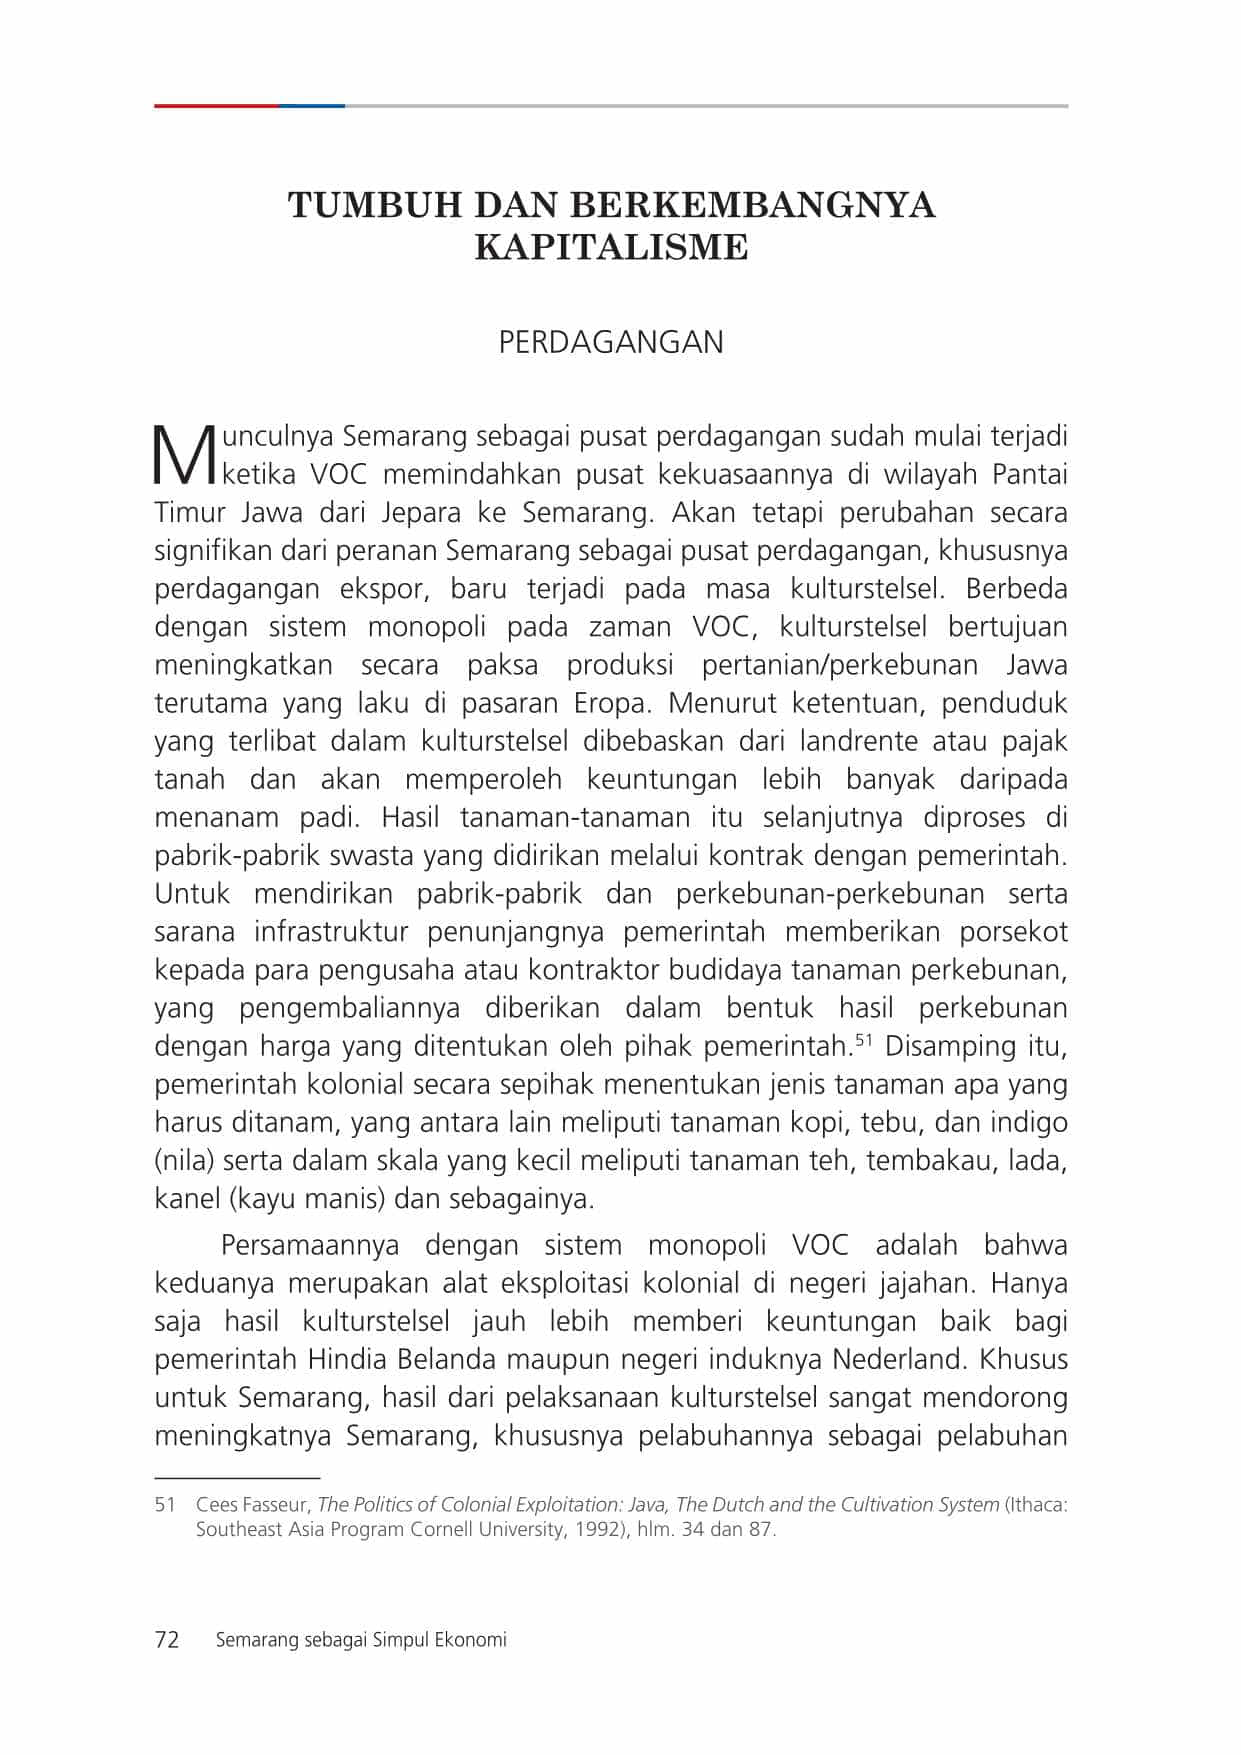 TUMBUH DAN BERKEMBANGNYA
KAPITALISME
PERDAGANGAN
Munculnya Semarang sebagai pusat perdagangan sudah mulai terjadi
ketika VOC memindahkan pusat kekuasaannya di wilayah Pantai
Timur Jawa dari Jepara ke Semarang. Akan tetapi perubahan secara
signifikan dari peranan Semarang sebagai pusat perdagangan, khususnya
perdagangan ekspor, baru terjadi pada masa kulturstelsel. Berbeda
dengan sistem monopoli pada zaman VOC, kulturstelsel bertujuan
meningkatkan secara paksa produksi pertanian/perkebunan Jawa
terutama yang laku di pasaran Eropa. Menurut ketentuan, penduduk
yang terlibat dalam kulturstelsel dibebaskan dari landrente atau pajak
tanah dan akan memperoleh keuntungan lebih banyak daripada
menanam padi. Hasil tanaman-tanaman itu selanjutnya diproses di
pabrik-pabrik swasta yang didirikan melalui kontrak dengan pemerintah.
Untuk mendirikan pabrik-pabrik dan perkebunan-perkebunan serta
sarana infrastruktur penunjangnya pemerintah memberikan porsekot
kepada para pengusaha atau kontraktor budidaya tanaman perkebunan,
yang pengembaliannya diberikan dalam bentuk hasil perkebunan
dengan harga yang ditentukan oleh pihak pemerintah.51 Disamping itu,
pemerintah kolonial secara sepihak menentukan jenis tanaman apa yang
harus ditanam, yang antara lain meliputi tanaman kopi, tebu, dan indigo
(nila) serta dalam skala yang kecil meliputi tanaman teh, tembakau, lada,
kanel (kayu manis) dan sebagainya.
Persamaannya dengan sistem monopoli VOC adalah bahwa
keduanya merupakan alat eksploitasi kolonial di negeri jajahan. Hanya
saja hasil kulturstelsel jauh lebih memberi keuntungan baik bagi
pemerintah Hindia Belanda maupun negeri induknya Nederland. Khusus
untuk Semarang, hasil dari pelaksanaan kulturstelsel sangat mendorong
meningkatnya Semarang, khususnya pelabuhannya sebagai pelabuhan
51 Cees Fasseur, The Politics of Colonial Exploitation: Java, The Dutch and the Cultivation System (Ithaca:
Southeast Asia Program Cornell University, 1992), hlm. 34 dan 87.
72 Semarang sebagai Simpul Ekonomi